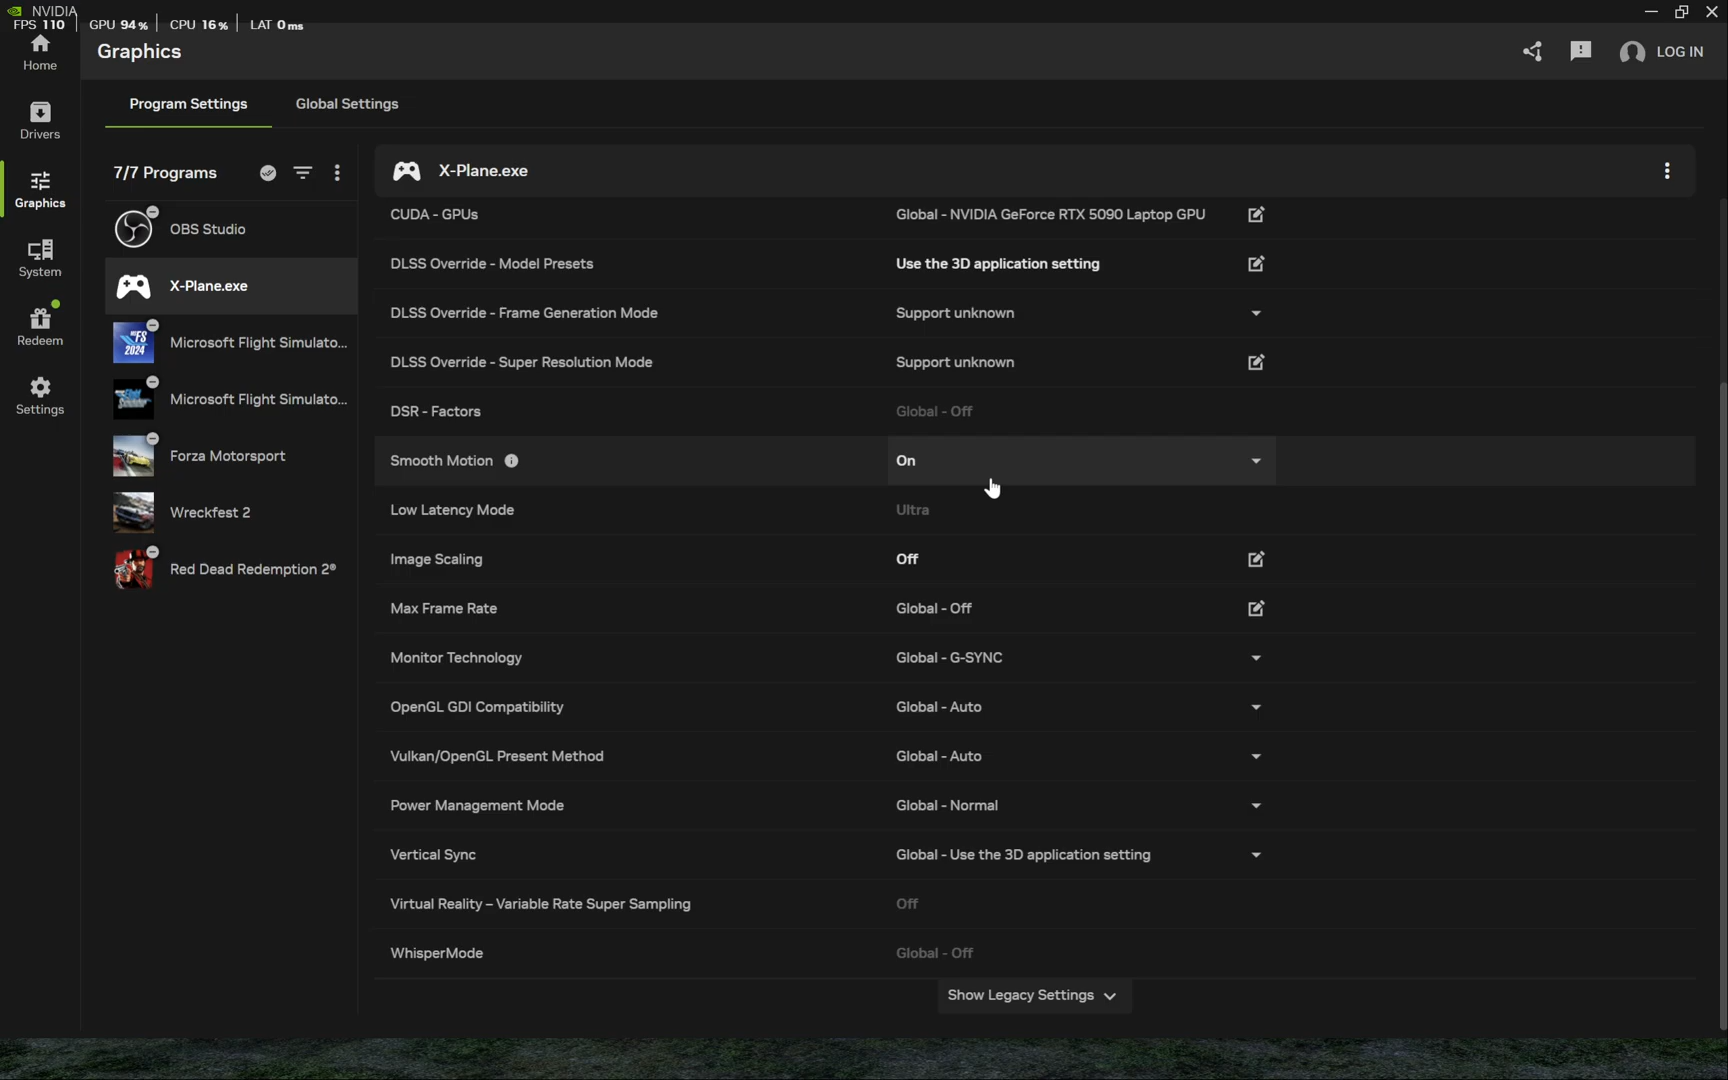 NVIDIA
FPS 110 GPU 94% CPU 16% LAT 0 ms
Home
Graphics
LOG IN
Drivers
Graphics
System
Redeem
Settings
Program Settings Global Settings
7/7 Programs
OBS Studio
X-Plane.exe
Microsoft Flight Simulato...
Microsoft Flight Simulato...
Forza Motorsport
Wreckfest 2
Red Dead Redemption 2®
X-Plane.exe
CUDA - GPUs Global - NVIDIA GeForce RTX 5090 Laptop GPU
DLSS Override - Model Presets Use the 3D application setting
DLSS Override - Frame Generation Mode Support unknown
DLSS Override - Super Resolution Mode Support unknown
DSR - Factors Global - Off
Smooth Motion On
Low Latency Mode Ultra
Image Scaling Off
Max Frame Rate Global - Off
Monitor Technology Global - G-SYNC
OpenGL GDI Compatibility Global - Auto
Vulkan/OpenGL Present Method Global - Auto
Power Management Mode Global - Normal
Vertical Sync Global - Use the 3D application setting
Virtual Reality – Variable Rate Super Sampling Off
WhisperMode Global - Off
Show Legacy Settings